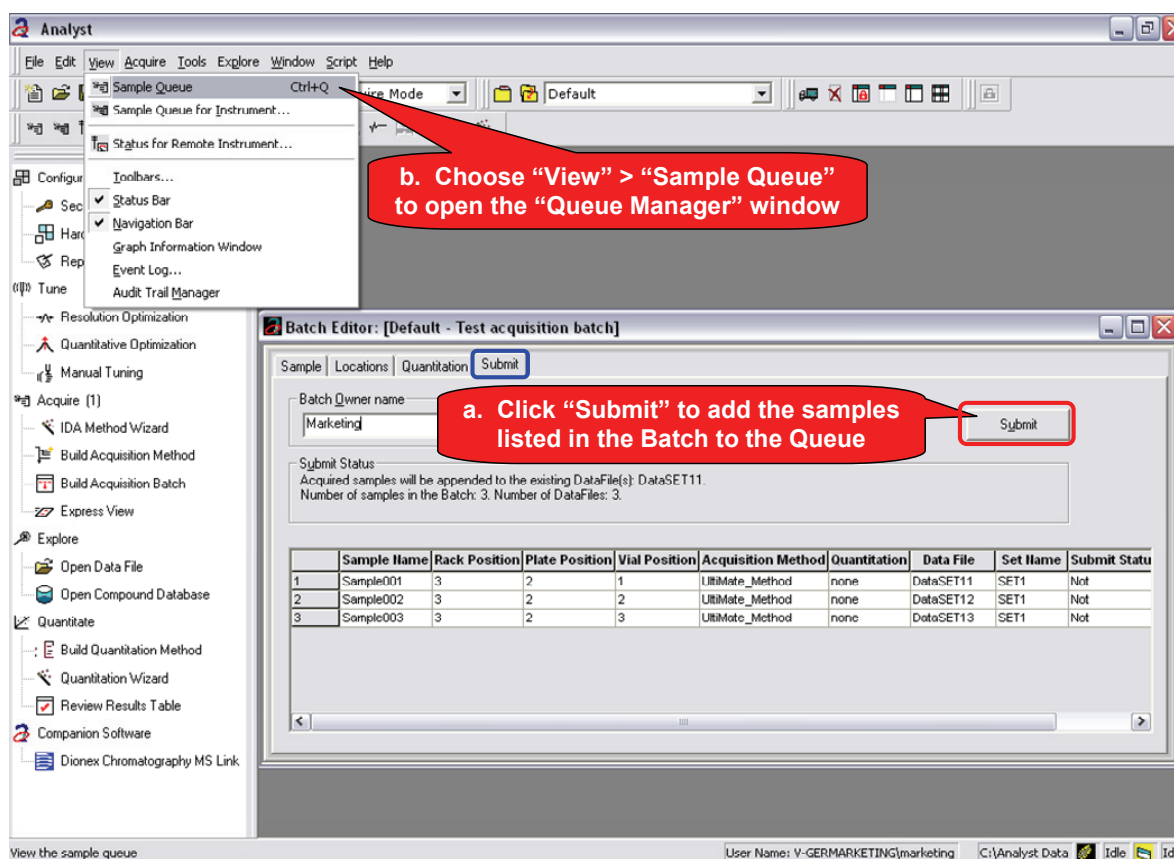 Analyst
File Edit View Acquire Tools Explore Window Script Help
Sample Queue Ctrl+Q
Mode
Default
Sample Queue for Instrument...
Status for Remote Instrument...
Toolbars...
Status Bar
Navigation Bar
Graph Information Window
Event Log...
Audit Trail Manager
b. Choose “View” > “Sample Queue”
to open the “Queue Manager” window
Configur
Sec
Hard
Rep
Tune
Resolution Optimization
Quantitative Optimization
Manual Tuning
Acquire (1)
IDA Method Wizard
Build Acquisition Method
Build Acquisition Batch
Express View
Explore
Open Data File
Open Compound Database
Quantitate
Build Quantitation Method
Quantitation Wizard
Review Results Table
Companion Software
Dionex Chromatography MS Link
Batch Editor: [Default - Test acquisition batch]
Sample Locations Quantitation Submit
Batch Owner name
Marketing
a. Click “Submit” to add the samples
listed in the Batch to the Queue
Submit
Submit Status
Acquired samples will be appended to the existing DataFile(s): DataSET11.
Number of samples in the Batch: 3. Number of DataFiles: 3.
Sample Name Rack Position Plate Position Vial Position Acquisition Method Quantitation Data File Set Name Submit Statu
1 Sample001 3 2 1 UltiMate_Method none DataSET11 SET1 Not
2 Sample002 3 2 2 UltiMate_Method none DataSET12 SET1 Not
3 Sample003 3 2 3 UltiMate_Method none DataSET13 SET1 Not
View the sample queue
User Name: V-GERMARKETING\marketing C:\Analyst Data Idle Id